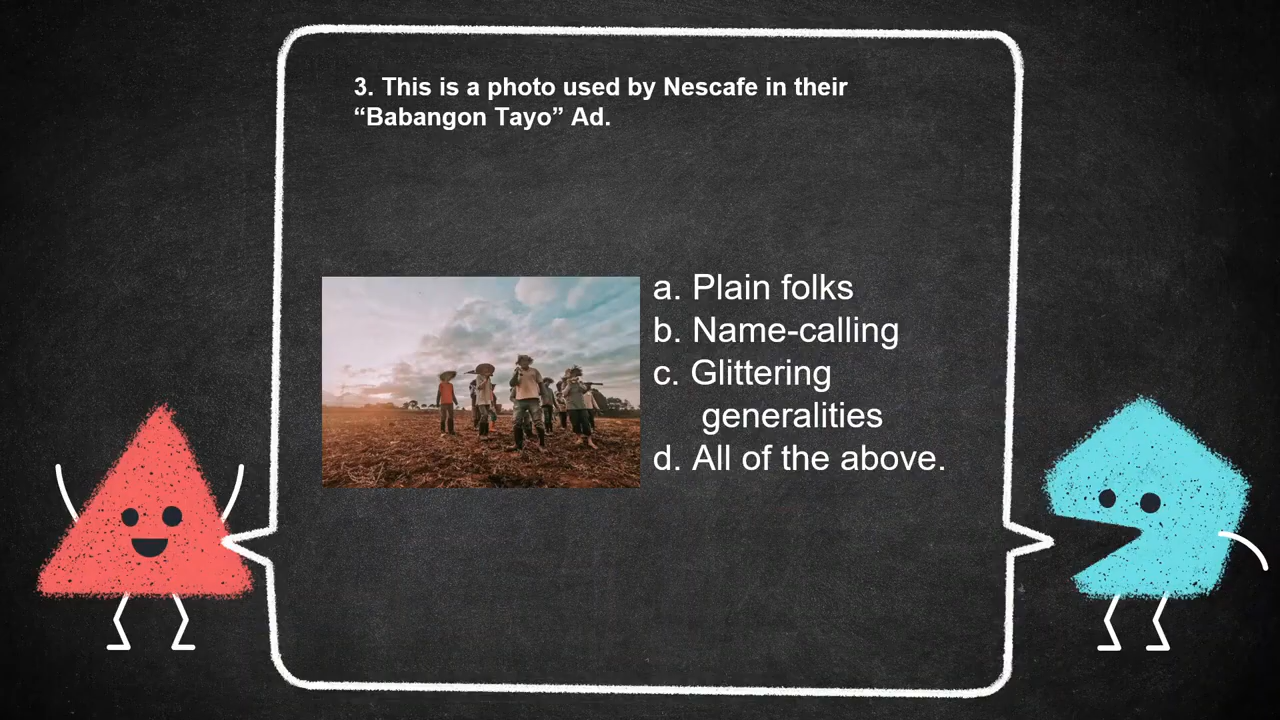 3. This is a photo used by Nescafe in their
“Babangon Tayo” Ad.
a. Plain folks
b. Name-calling
c. Glittering
generalities
d. All of the above.